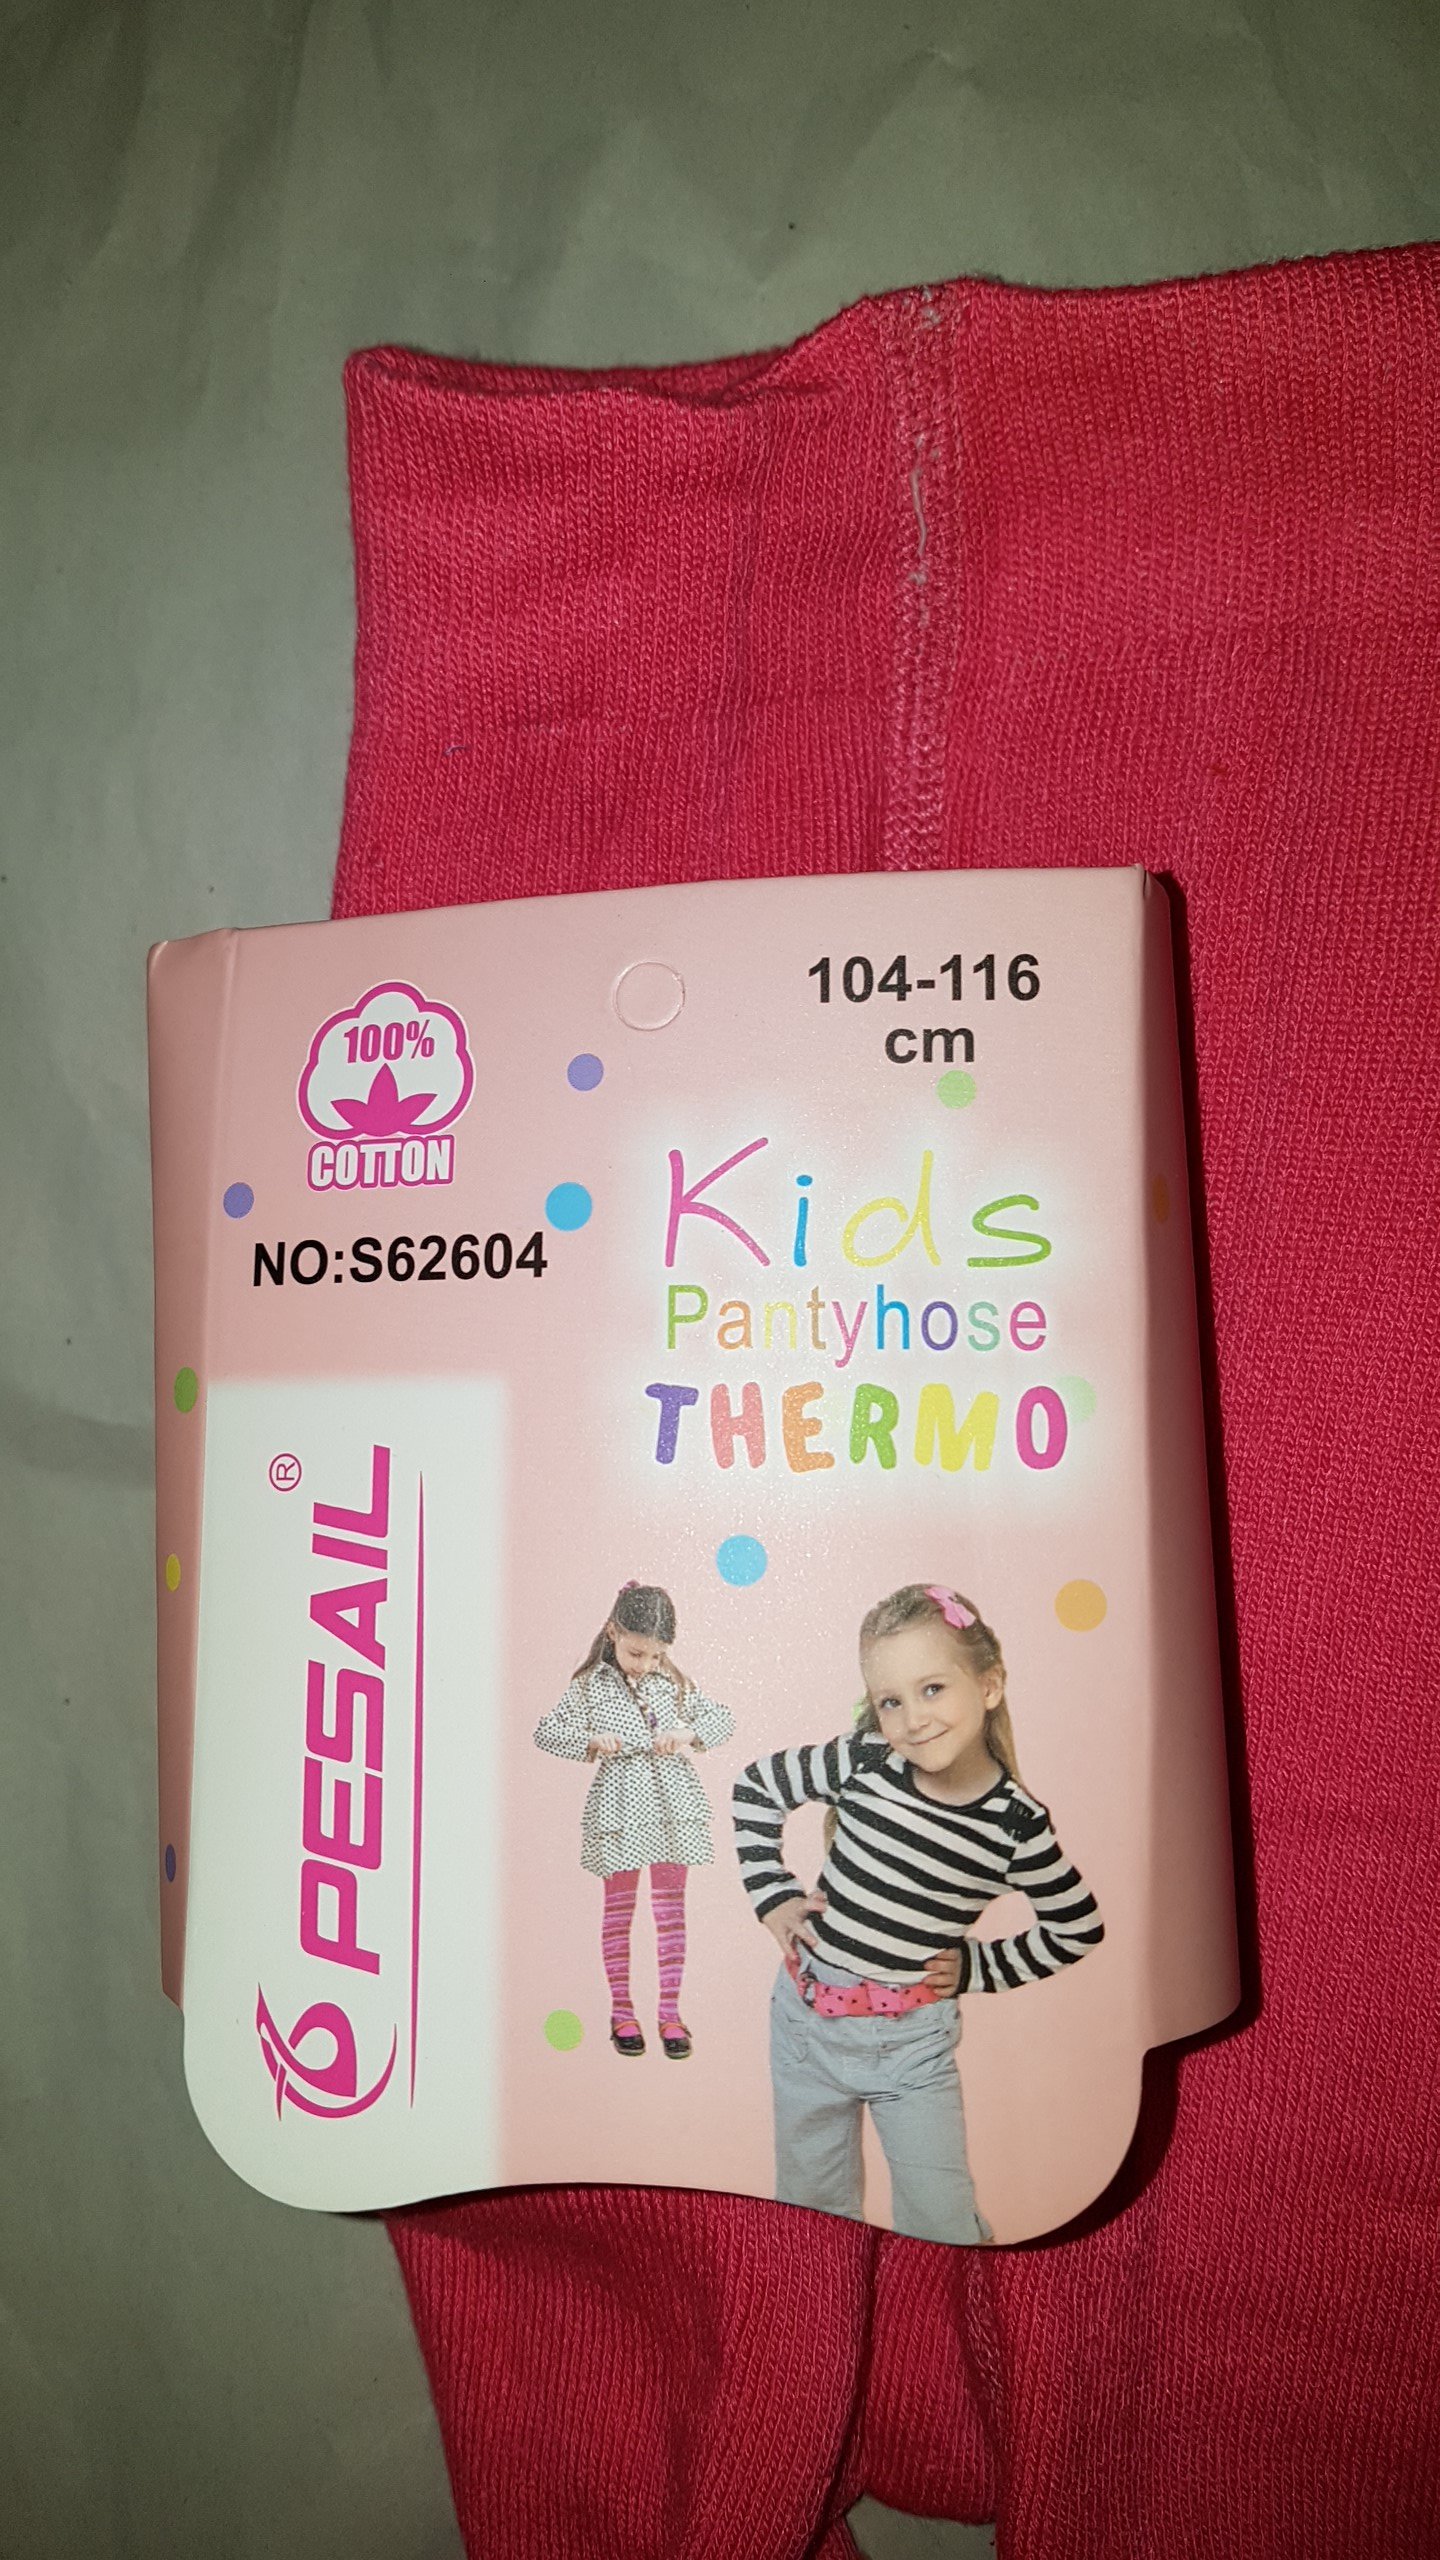 104-116
cm
100%
COTTON
NO:S62604
Kids
Pantyhose
THERMO
PESAIL®